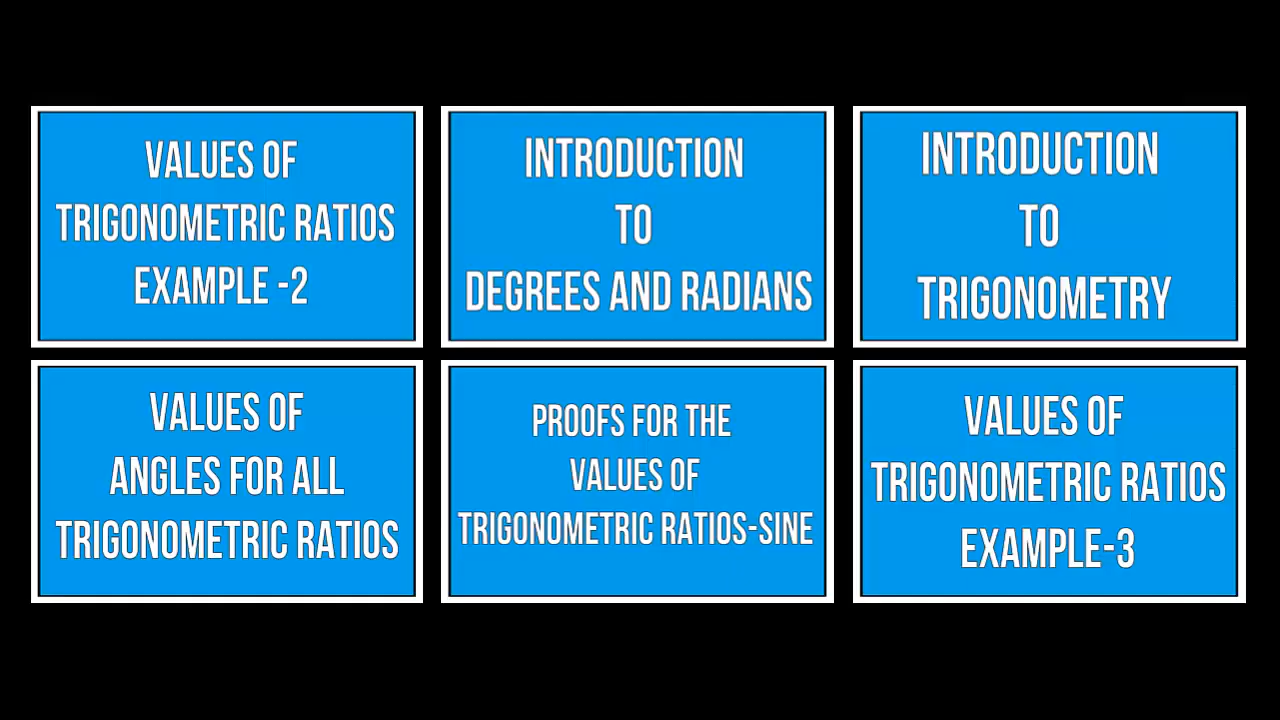 VALUES OF
TRIGONOMETRIC RATIOS
EXAMPLE -2
INTRODUCTION
TO
DEGREES AND RADIANS
INTRODUCTION
TO
TRIGONOMETRY
VALUES OF
ANGLES FOR ALL
TRIGONOMETRIC RATIOS
PROOFS FOR THE
VALUES OF
TRIGONOMETRIC RATIOS-SINE
VALUES OF
TRIGONOMETRIC RATIOS
EXAMPLE-3